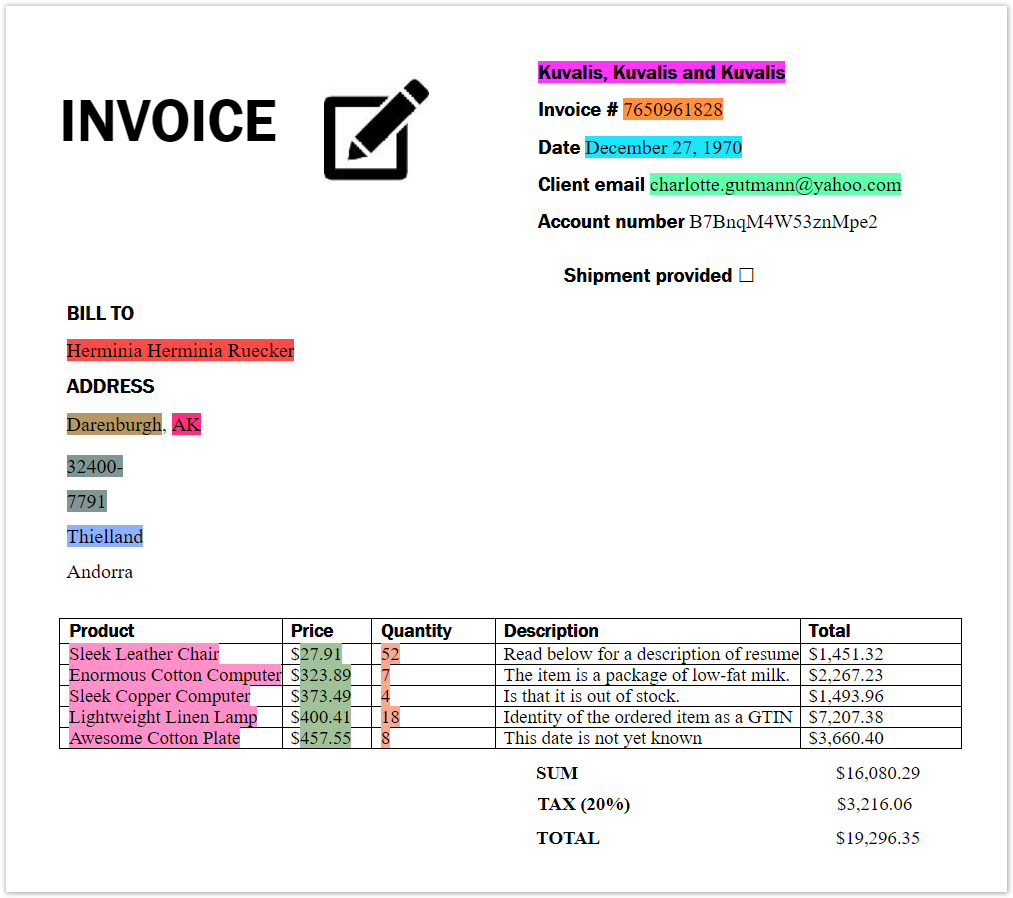 INVOICE
Kuvalis, Kuvalis and Kuvalis
Invoice # 7650961828
Date December 27, 1970
Client email charlotte.gutmann@yahoo.com
Account number B7BnqM4W53znMpe2
Shipment provided ☐
BILL TO
Herminia Herminia Ruecker
ADDRESS
Darenburgh, AK
32400-
7791
Thielland
Andorra
Product Price Quantity Description Total
Sleek Leather Chair $27.91 52 Read below for a description of resume $1,451.32
Enormous Cotton Computer $323.89 7 The item is a package of low-fat milk. $2,267.23
Sleek Copper Computer $373.49 4 Is that it is out of stock. $1,493.96
Lightweight Linen Lamp $400.41 18 Identity of the ordered item as a GTIN $7,207.38
Awesome Cotton Plate $457.55 8 This date is not yet known $3,660.40
SUM $16,080.29
TAX (20%) $3,216.06
TOTAL $19,296.35